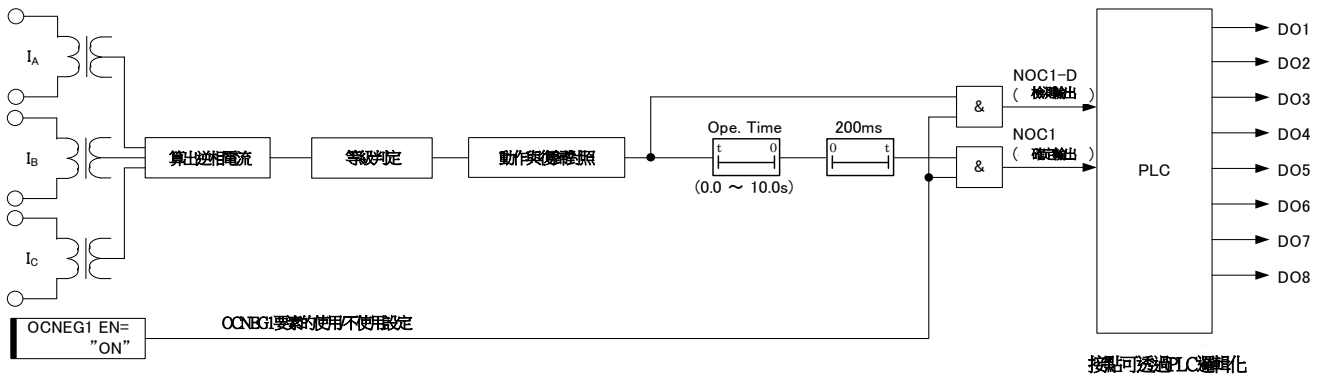 I_A
I_B
I_C
算出逆相電流
等級判定
動作與復歸對照
Ope. Time
t 0
(0.0 ～ 10.0s)
200ms
0 t
&
&
NOC1-D
( 檢測輸出 )
NOC1
( 確定輸出 )
PLC
DO1
DO2
DO3
DO4
DO5
DO6
DO7
DO8
OCNEG1 EN=
"ON"
OCNEG1要素的使用/不使用設定
接點可透過PLC邏輯化